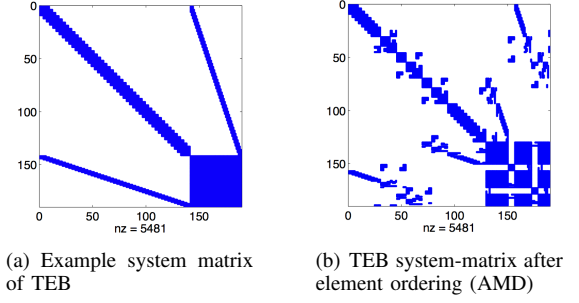 0
50
100
150
0 50 100 150
nz = 5481
(a) Example system matrix
of TEB
0
50
100
150
0 50 100 150
nz = 5481
(b) TEB system-matrix after
element ordering (AMD)